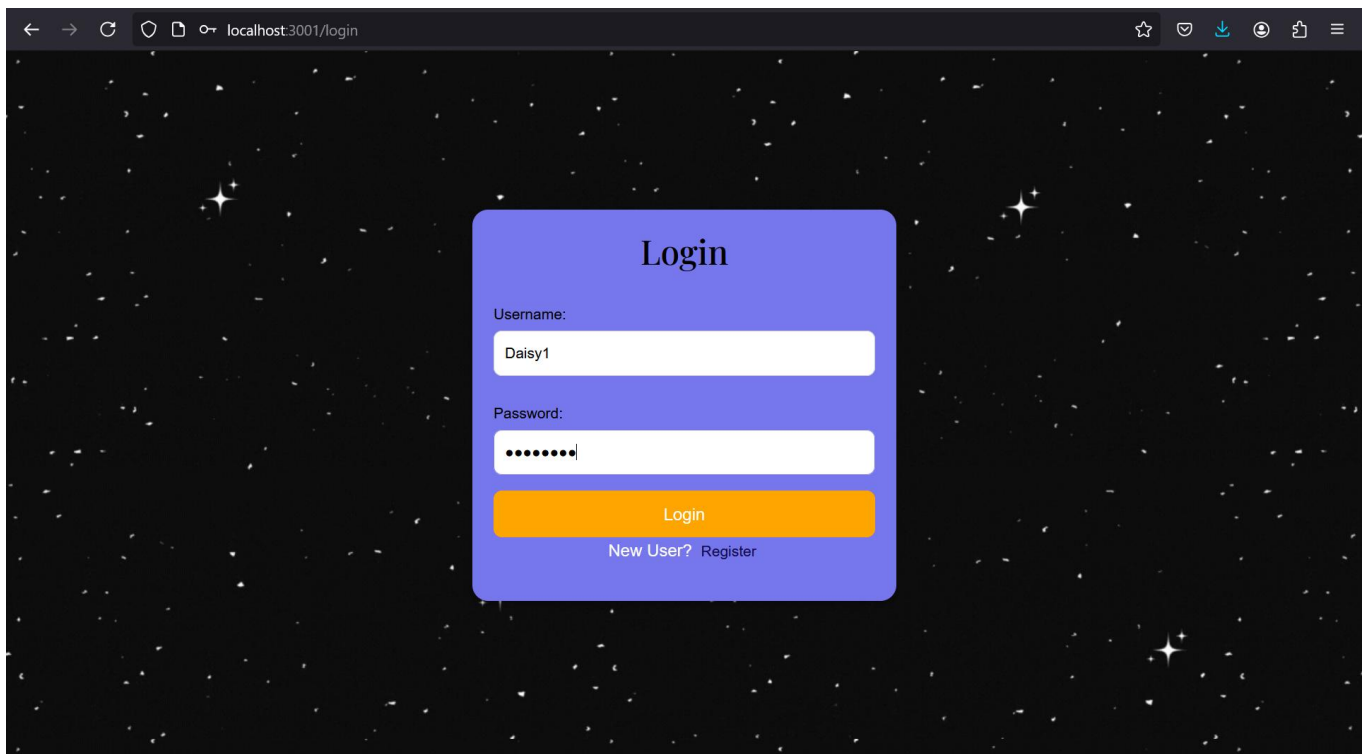 localhost:3001/login
Login
Username:
Daisy1
Password:
••••••••
Login
New User? Register